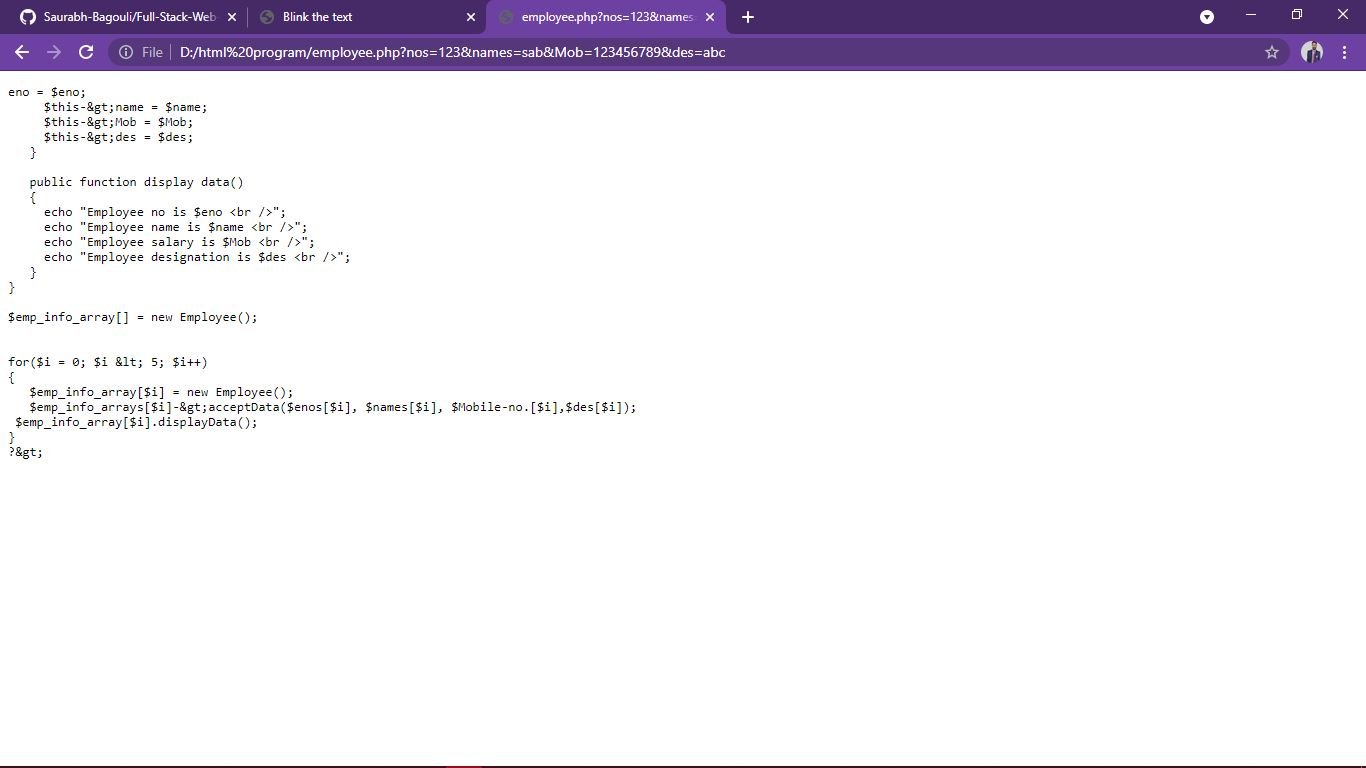 Saurabh-Bagouli/Full-Stack-Web-
Blink the text
employee.php?nos=123&names=
File
D:/html%20program/employee.php?nos=123&names=sab&Mob=123456789&des=abc
eno = $eno;
$this-&gt;name = $name;
$this-&gt;Mob = $Mob;
$this-&gt;des = $des;
}
public function display data()
{
echo "Employee no is $eno <br />";
echo "Employee name is $name <br />";
echo "Employee salary is $Mob <br />";
echo "Employee designation is $des <br />";
}
}
$emp_info_array[] = new Employee();
for($i = 0; $i &lt; 5; $i++)
{
$emp_info_array[$i] = new Employee();
$emp_info_arrays[$i]-&gt;acceptData($enos[$i], $names[$i], $Mobile-no.[$i],$des[$i]);
$emp_info_array[$i].displayData();
}
?&gt;